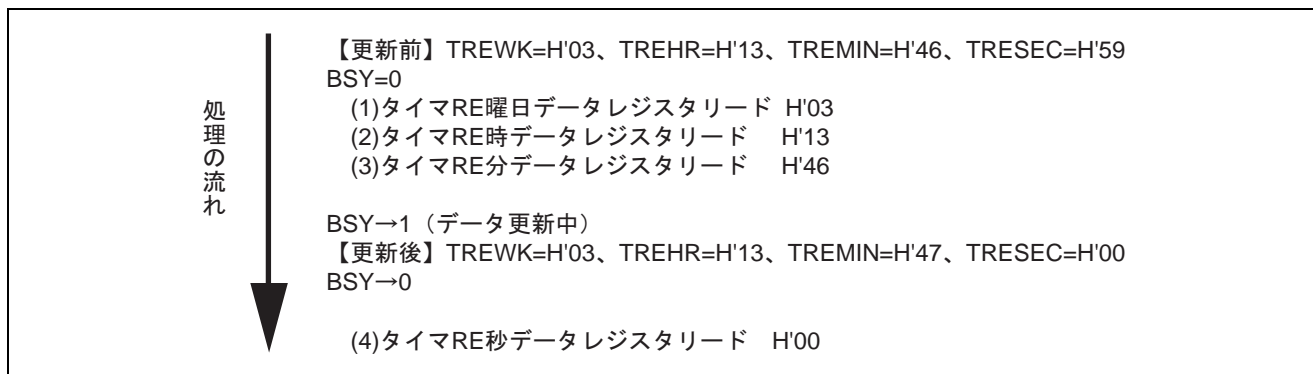 処理の流れ
【更新前】TREWK=H'03、TREHR=H'13、TREMIN=H'46、TRESEC=H'59
BSY=0
(1)タイマRE曜日データレジスタリード H'03
(2)タイマRE時データレジスタリード H'13
(3)タイマRE分データレジスタリード H'46
BSY→1（データ更新中）
【更新後】TREWK=H'03、TREHR=H'13、TREMIN=H'47、TRESEC=H'00
BSY→0
(4)タイマRE秒データレジスタリード H'00